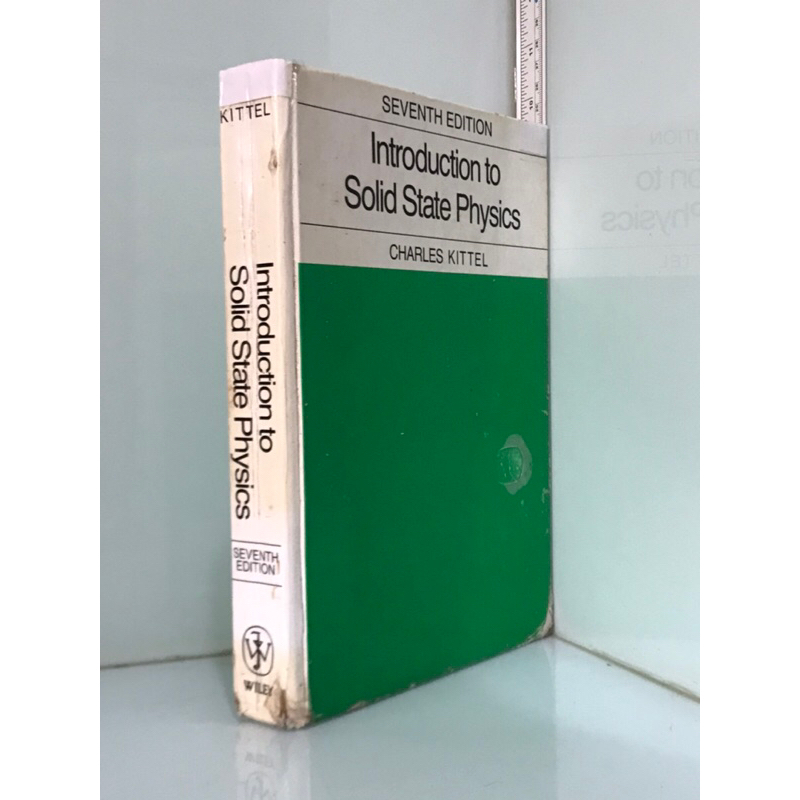 KITTEL
Introduction to
Solid State Physics
SEVENTH
EDITION
WILEY
SEVENTH EDITION
Introduction to
Solid State Physics
CHARLES KITTEL